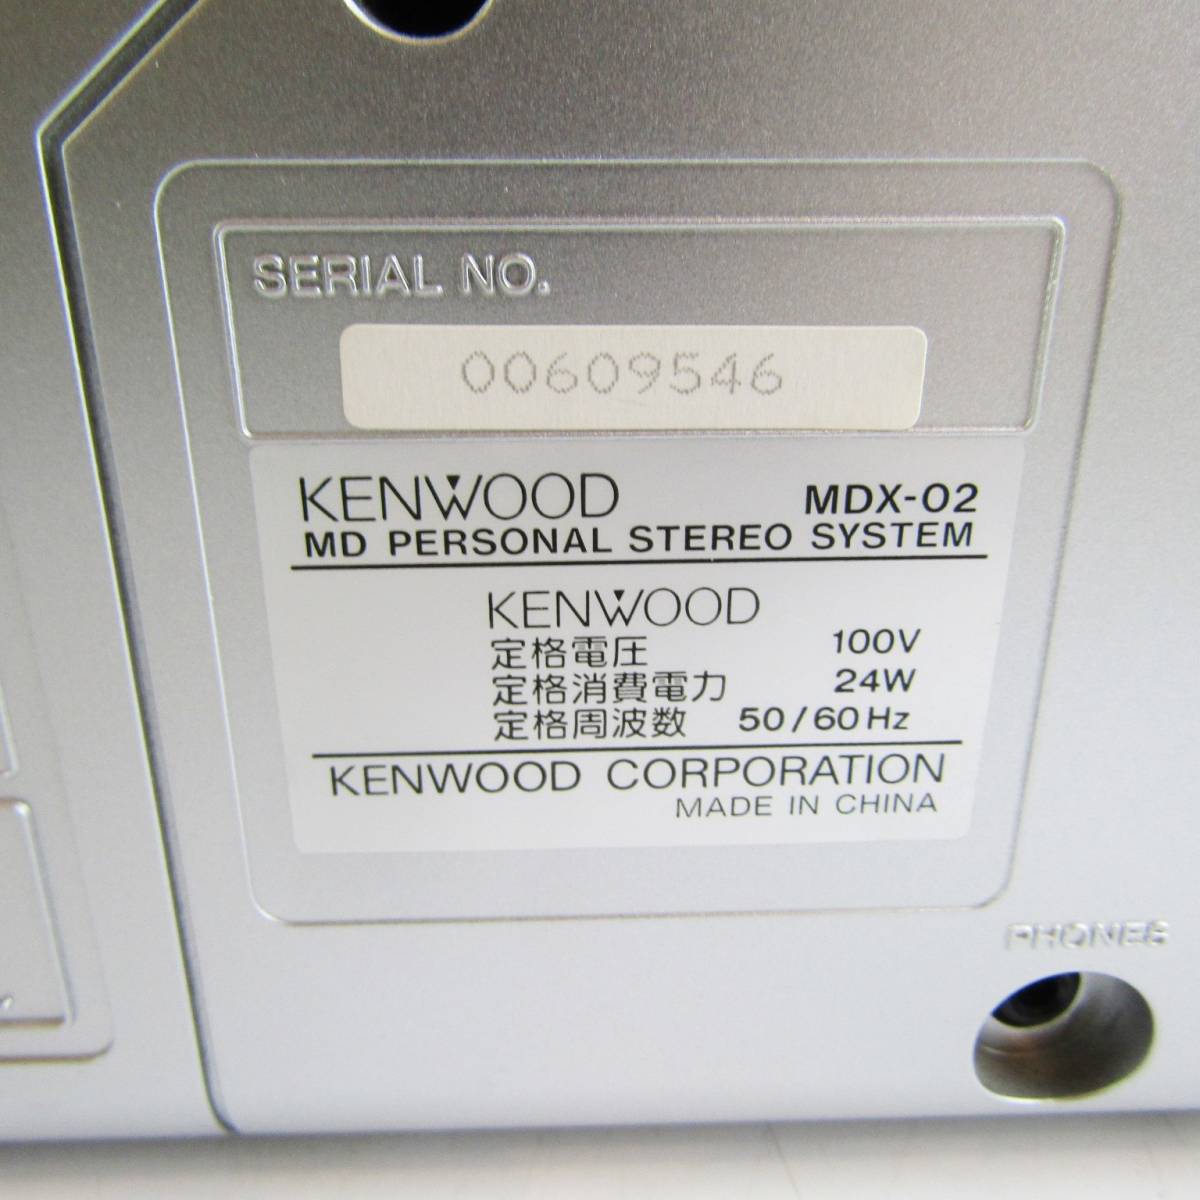 SERIAL NO.
00609546
KENWOOD MDX-02
MD PERSONAL STEREO SYSTEM
KENWOOD
定格電圧 100V
定格消費電力 24W
定格周波数 50/60Hz
KENWOOD CORPORATION
MADE IN CHINA
PHONES